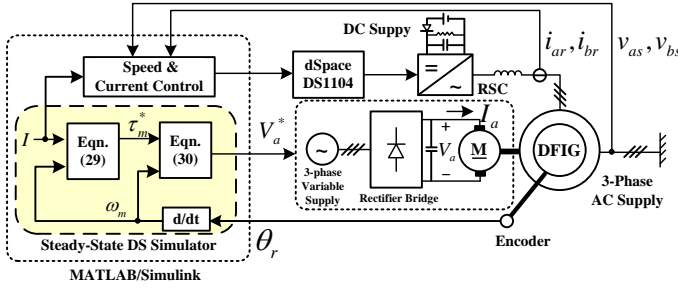 DC Suppy
i_ar, i_br
v_as, v_bs
Speed &
Current Control
dSpace
DS1104
=
~
RSC
I
Eqn.
(29)
τ*_m
Eqn.
(30)
V_a^*
~
3-phase
Variable
Supply
Rectifier Bridge
+
V_a
−
I_a
M
DFIG
3-Phase
AC Supply
ω_m
d/dt
Steady-State DS Simulator
θ_r
Encoder
MATLAB/Simulink